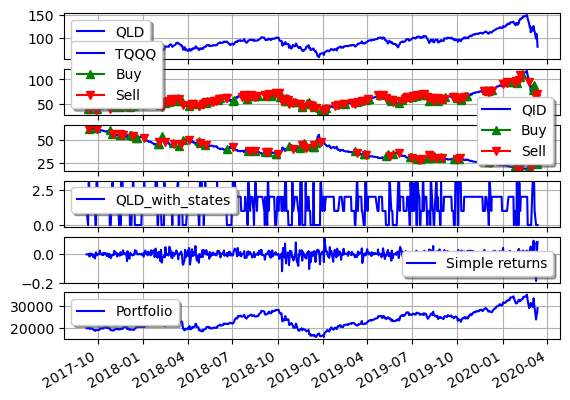 150
100
QLD
TQQQ
Buy
Sell
100
50
QID
Buy
Sell
50
25
2.5
0.0
QLD_with_states
0.0
−0.2
Simple returns
30000
20000
Portfolio
2017-10
2018-01
2018-04
2018-07
2018-10
2019-01
2019-04
2019-07
2019-10
2020-01
2020-04